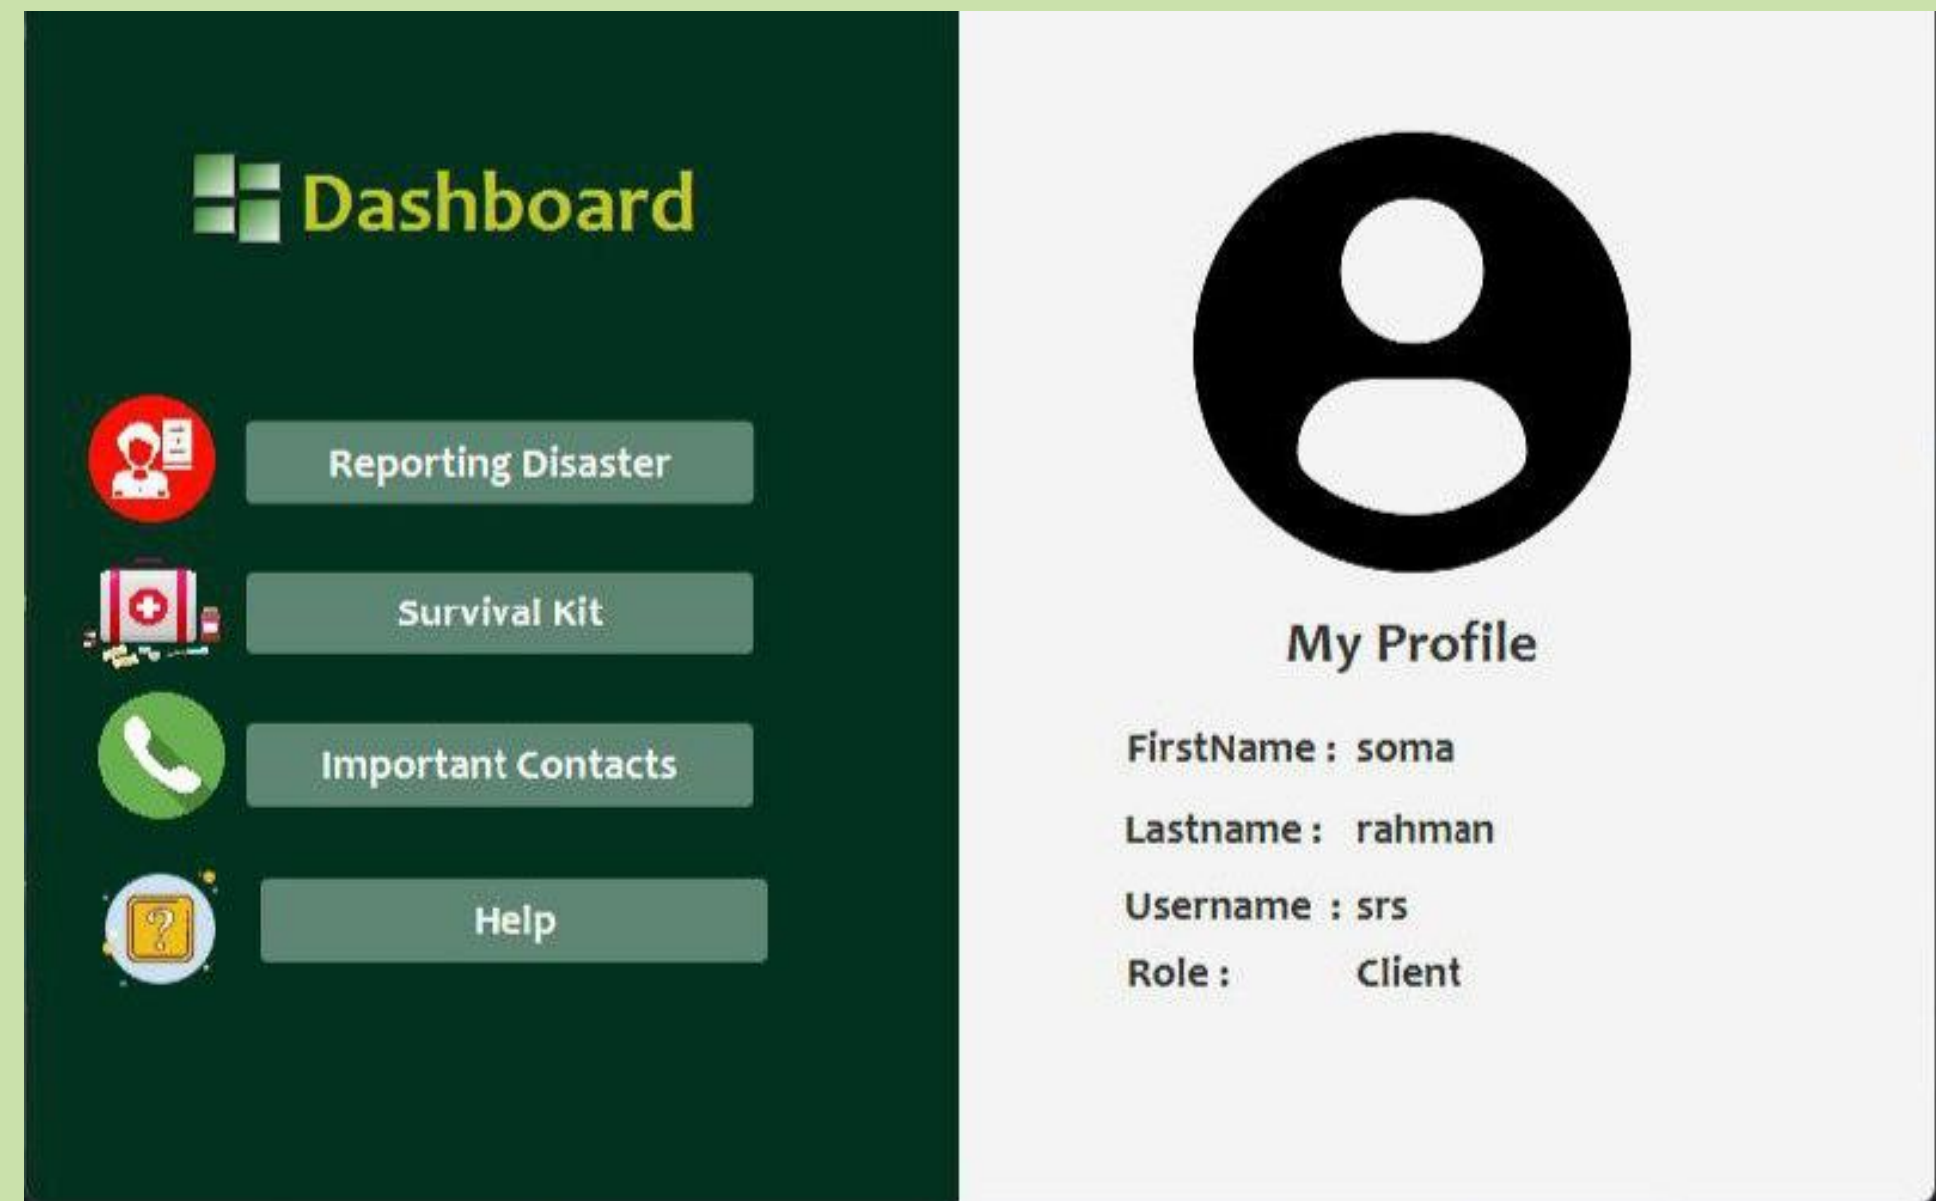 Dashboard
Reporting Disaster
Survival Kit
Important Contacts
?
Help
My Profile
FirstName : soma
Lastname : rahman
Username : srs
Role : Client